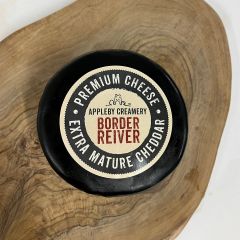 • PREMIUM CHEESE •
APPLEBY CREAMERY
BORDER
REIVER
EXTRA MATURE CHEDDAR